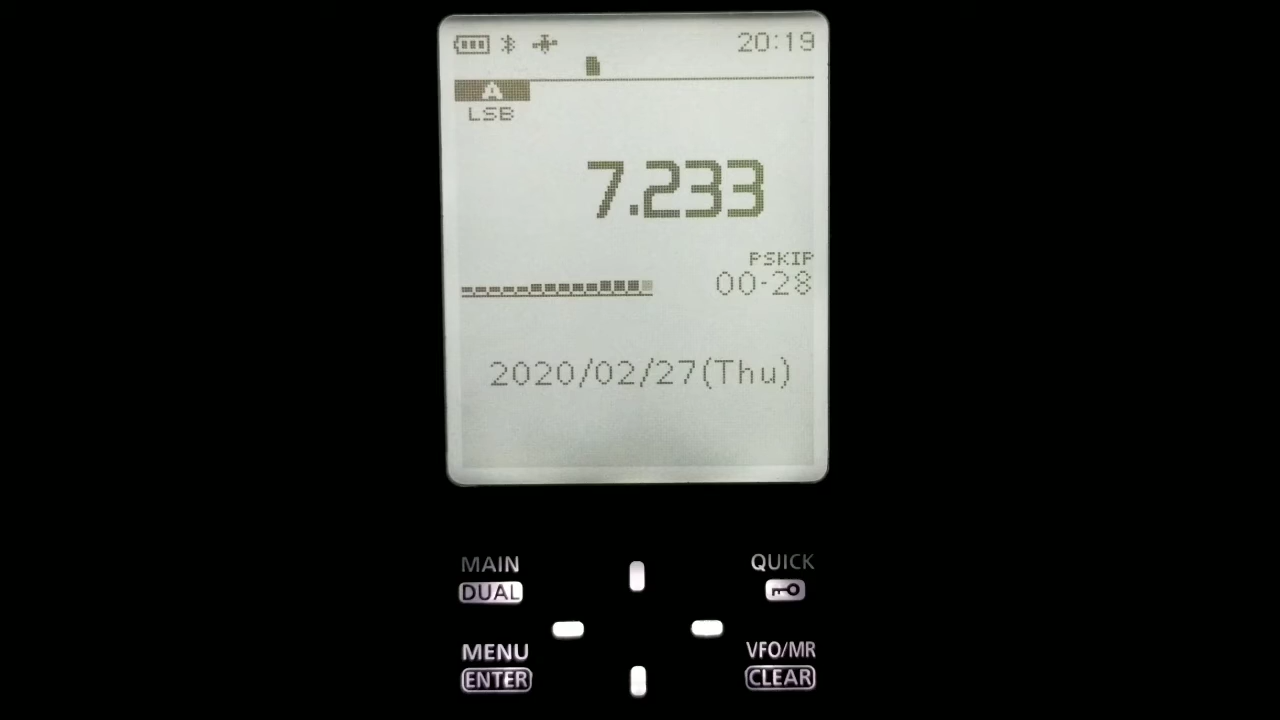 20:19
A
LSB
7.233
PSKIP
00-28
2020/02/27(Thu)
MAIN
DUAL
QUICK
MENU
ENTER
VFO/MR
CLEAR